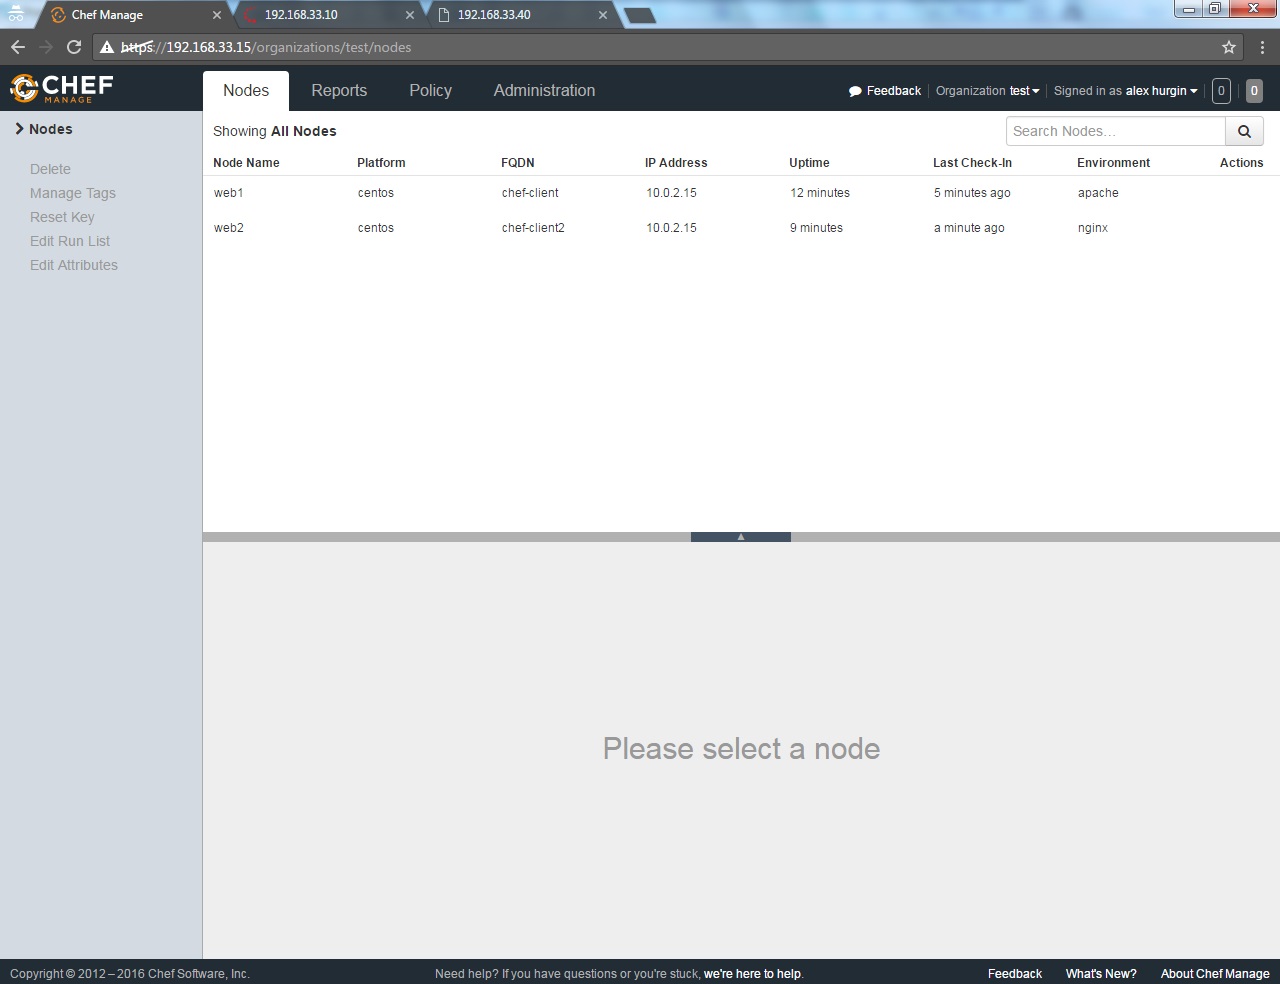 Chef Manage 192.168.33.10 192.168.33.40
https://192.168.33.15/organizations/test/nodes
CHEF MANAGE Nodes Reports Policy Administration Feedback Organization test Signed in as alex hurgin 0 0
Nodes
Delete
Manage Tags
Reset Key
Edit Run List
Edit Attributes
Showing All Nodes Search Nodes...
Node Name Platform FQDN IP Address Uptime Last Check-In Environment Actions
web1 centos chef-client 10.0.2.15 12 minutes 5 minutes ago apache
web2 centos chef-client2 10.0.2.15 9 minutes a minute ago nginx
Please select a node
Copyright © 2012 – 2016 Chef Software, Inc. Need help? If you have questions or you're stuck, we're here to help. Feedback What's New? About Chef Manage